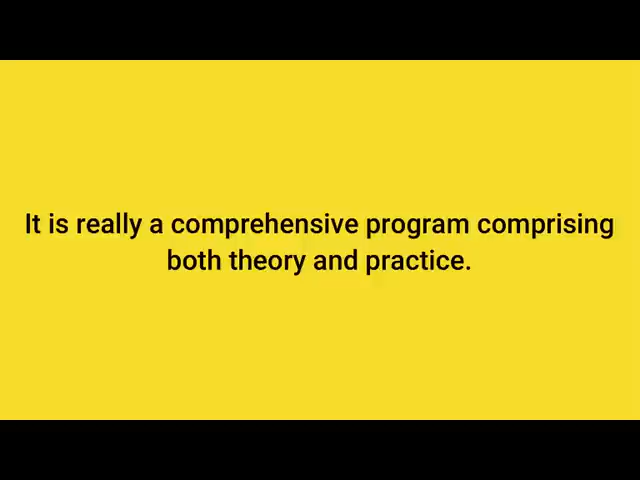 It is really a comprehensive program comprising
both theory and practice.